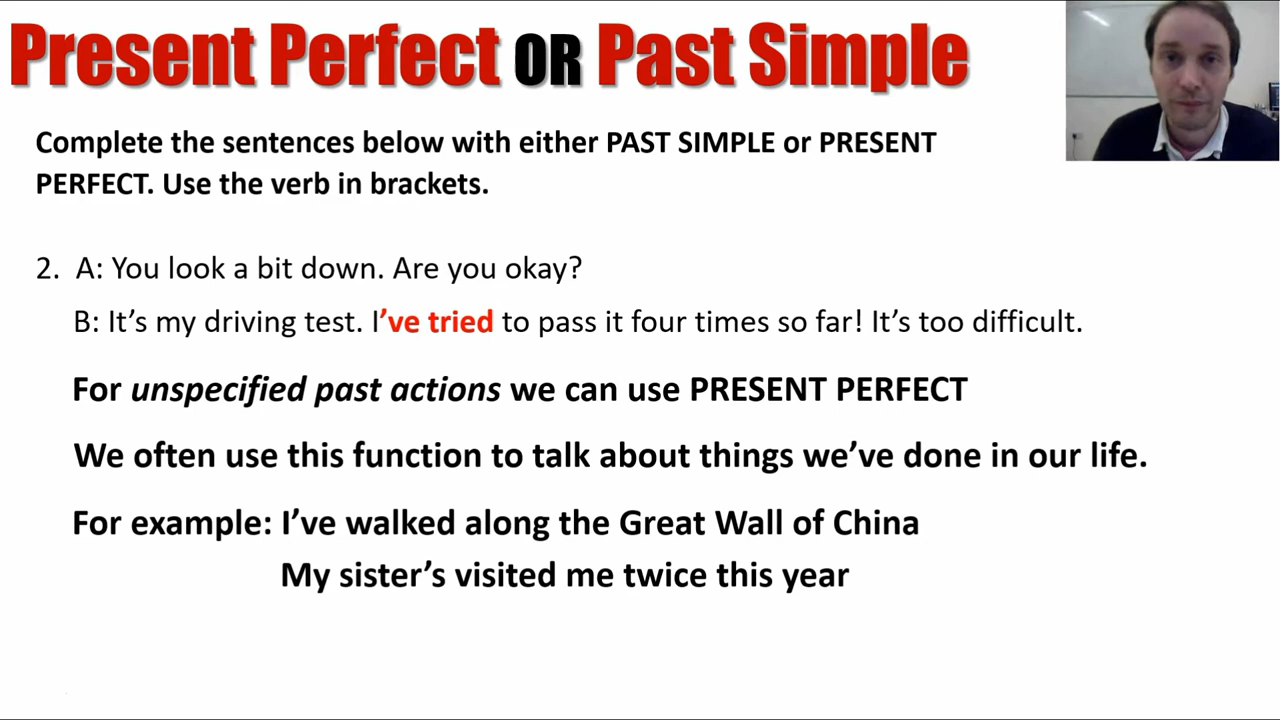 Present Perfect OR Past Simple
Complete the sentences below with either PAST SIMPLE or PRESENT
PERFECT. Use the verb in brackets.
2. A: You look a bit down. Are you okay?
B: It’s my driving test. I’ve tried to pass it four times so far! It’s too difficult.
For unspecified past actions we can use PRESENT PERFECT
We often use this function to talk about things we’ve done in our life.
For example: I’ve walked along the Great Wall of China
My sister’s visited me twice this year